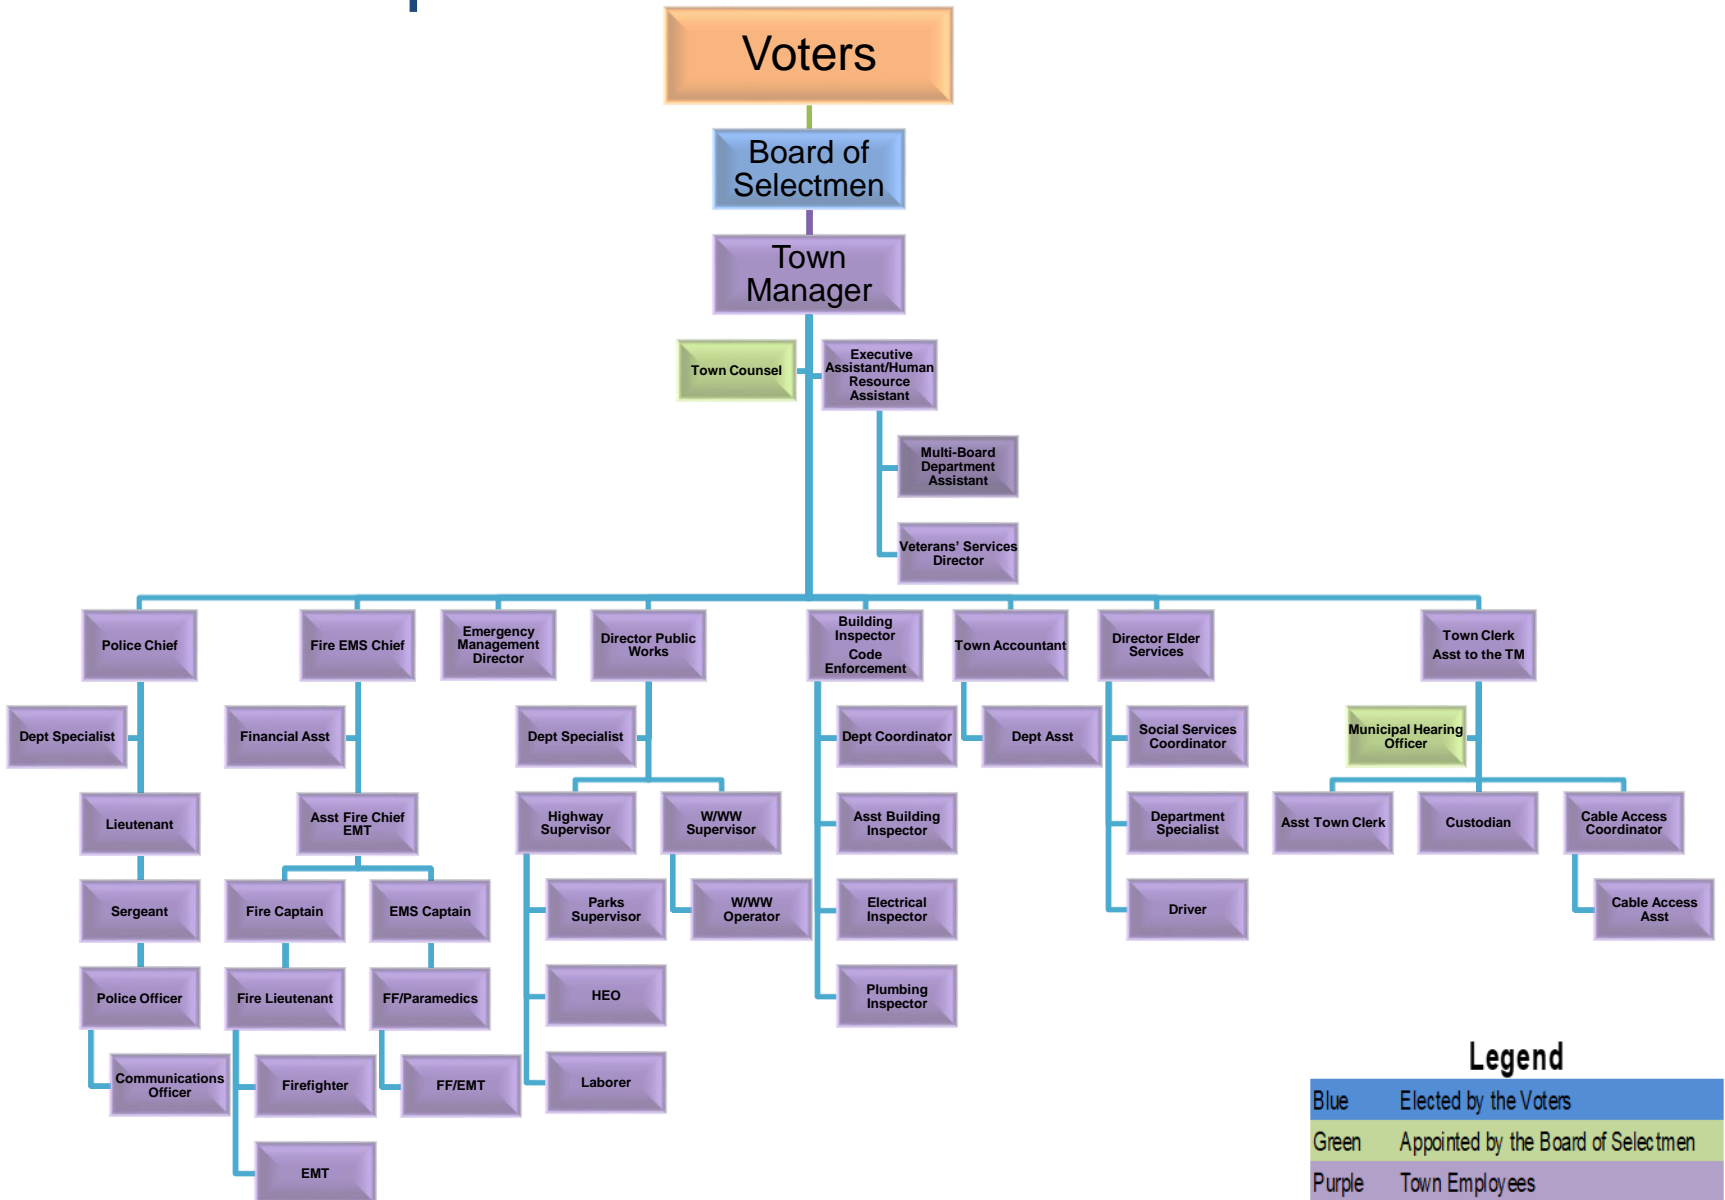 Voters
Board of
Selectmen
Town
Manager
Town Counsel
Executive
Assistant/Human
Resource
Assistant
Multi-Board
Department
Assistant
Veterans' Services
Director
Police Chief
Fire EMS Chief
Emergency
Management
Director
Director Public
Works
Building
Inspector
Code
Enforcement
Town Accountant
Director Elder
Services
Town Clerk
Asst to the TM
Dept Specialist
Financial Asst
Dept Specialist
Dept Coordinator
Dept Asst
Social Services
Coordinator
Municipal Hearing
Officer
Lieutenant
Asst Fire Chief
EMT
Highway
Supervisor
W/WW
Supervisor
Asst Building
Inspector
Department
Specialist
Asst Town Clerk
Custodian
Cable Access
Coordinator
Sergeant
Fire Captain
EMS Captain
Parks
Supervisor
W/WW
Operator
Electrical
Inspector
Driver
Cable Access
Asst
Police Officer
Fire Lieutenant
FF/Paramedics
HEO
Plumbing
Inspector
Communications
Officer
Firefighter
FF/EMT
Laborer
EMT
Legend
Blue Elected by the Voters
Green Appointed by the Board of Selectmen
Purple Town Employees